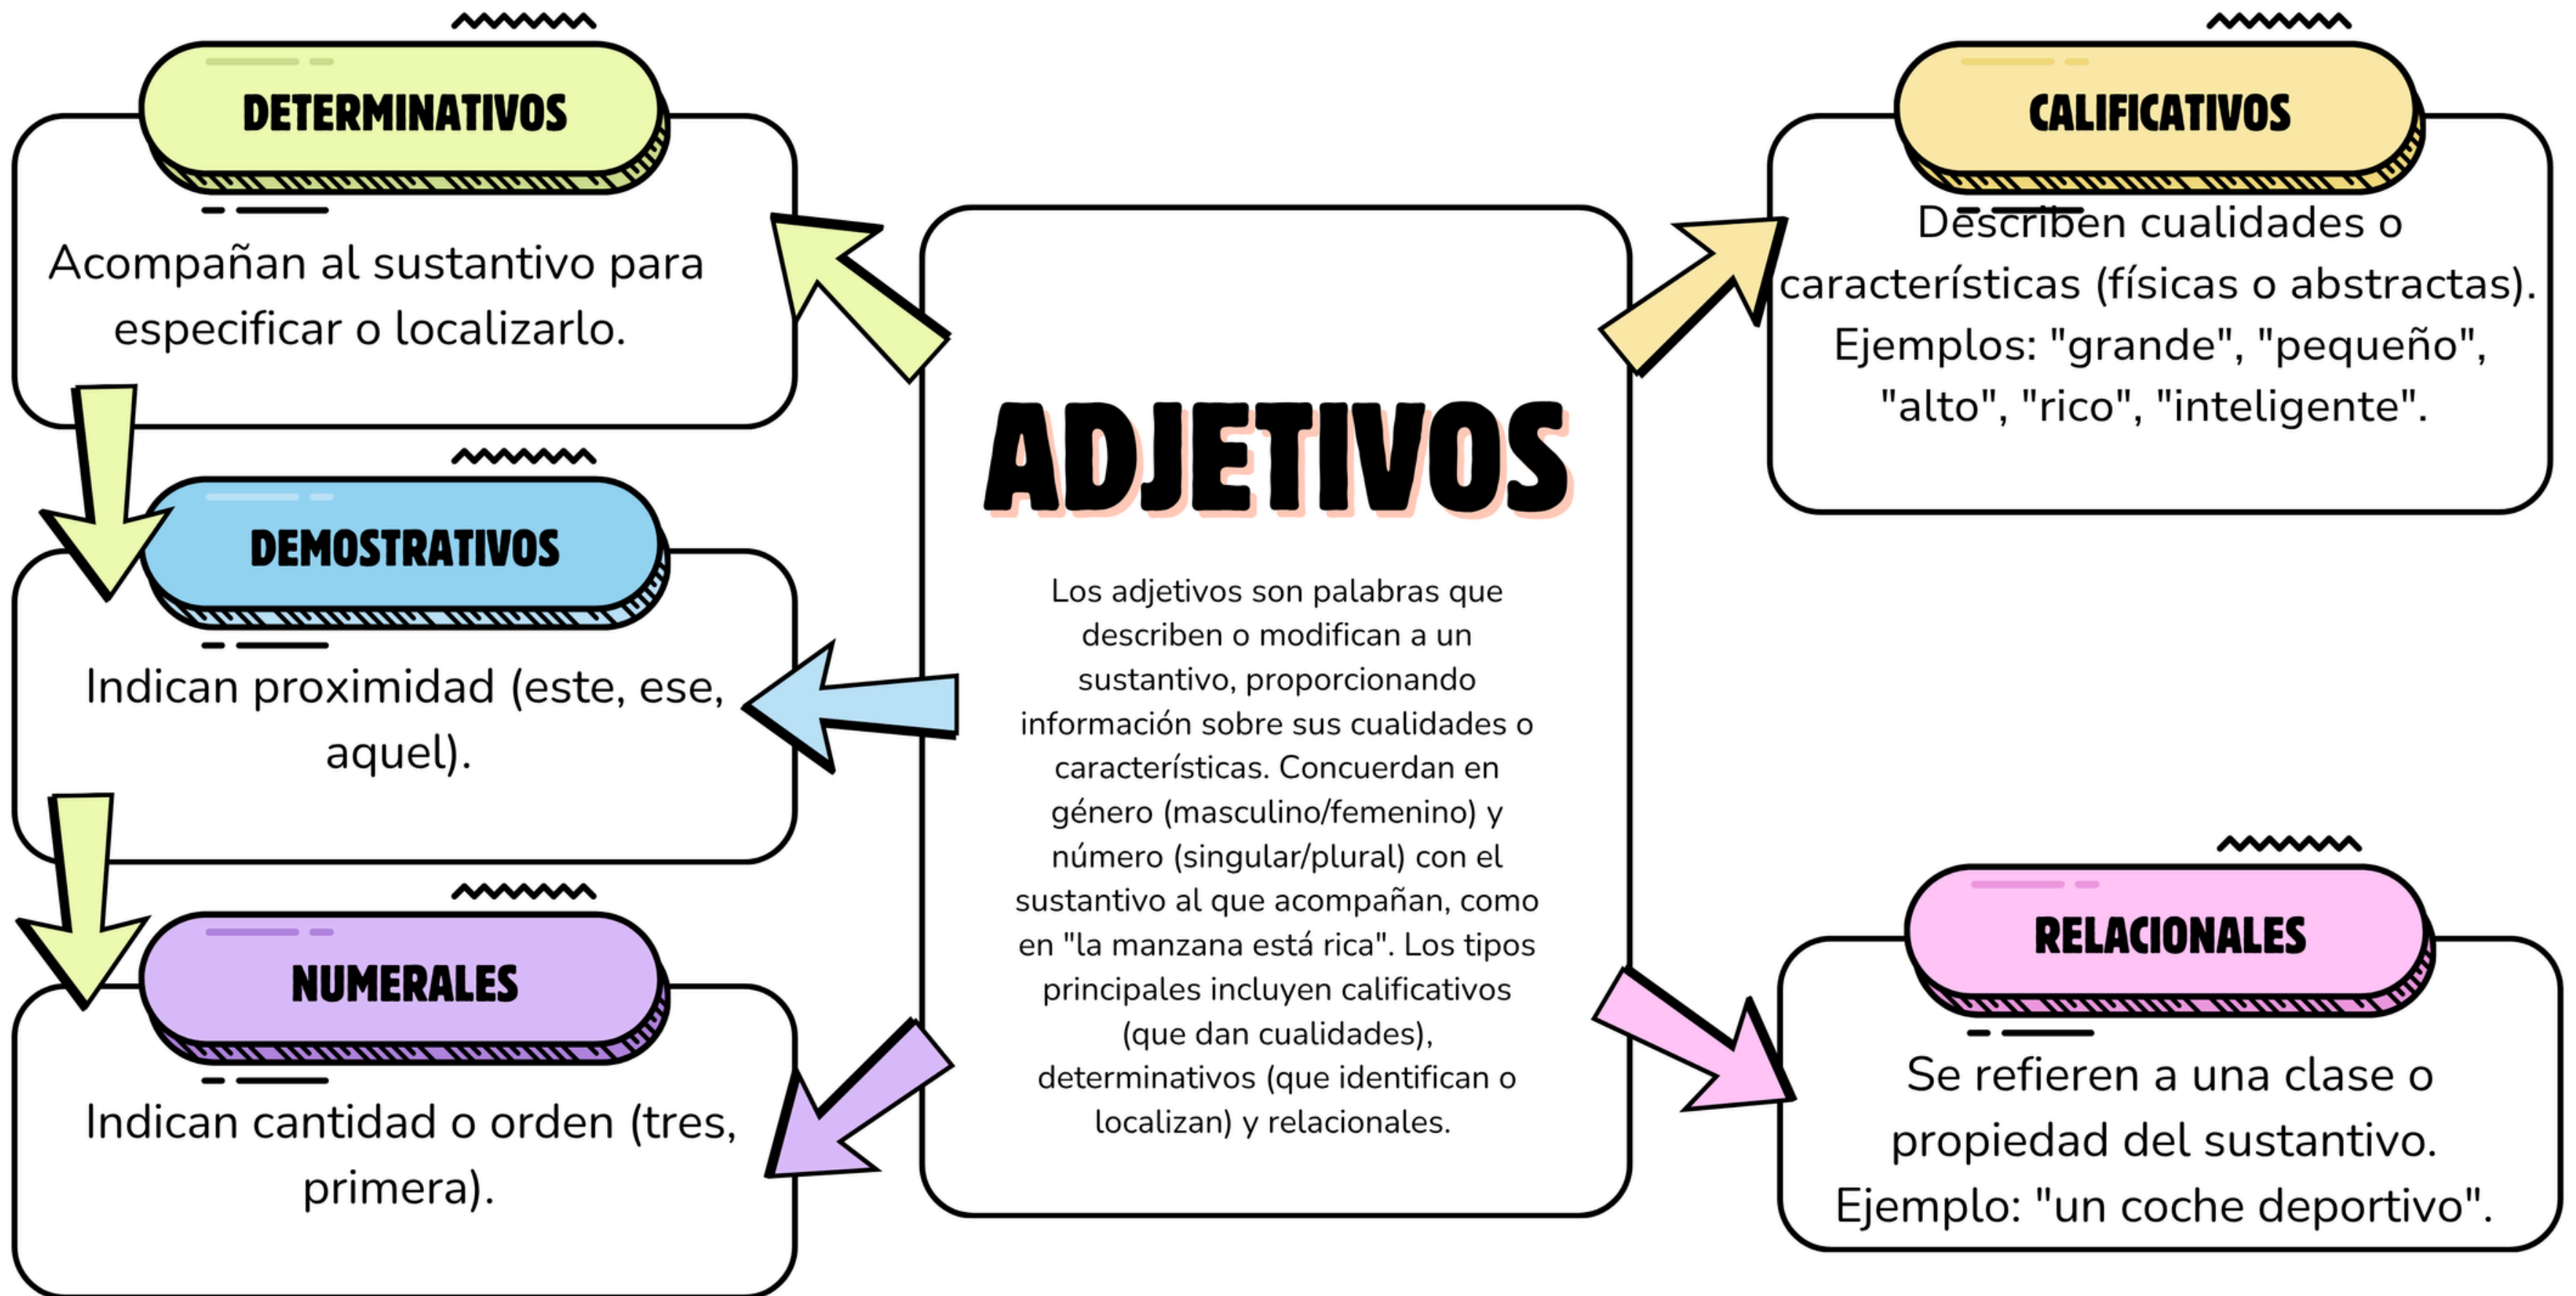 DETERMINATIVOS
Acompañan al sustantivo para
especificar o localizarlo.
DEMOSTRATIVOS
Indican proximidad (este, ese,
aquel).
NUMERALES
Indican cantidad o orden (tres,
primera).
ADJETIVOS
Los adjetivos son palabras que
describen o modifican a un
sustantivo, proporcionando
información sobre sus cualidades o
características. Concuerdan en
género (masculino/femenino) y
número (singular/plural) con el
sustantivo al que acompañan, como
en "la manzana está rica". Los tipos
principales incluyen calificativos
(que dan cualidades),
determinativos (que identifican o
localizan) y relacionales.
CALIFICATIVOS
Describen cualidades o
características (físicas o abstractas).
Ejemplos: "grande", "pequeño",
"alto", "rico", "inteligente".
RELACIONALES
Se refieren a una clase o
propiedad del sustantivo.
Ejemplo: "un coche deportivo".